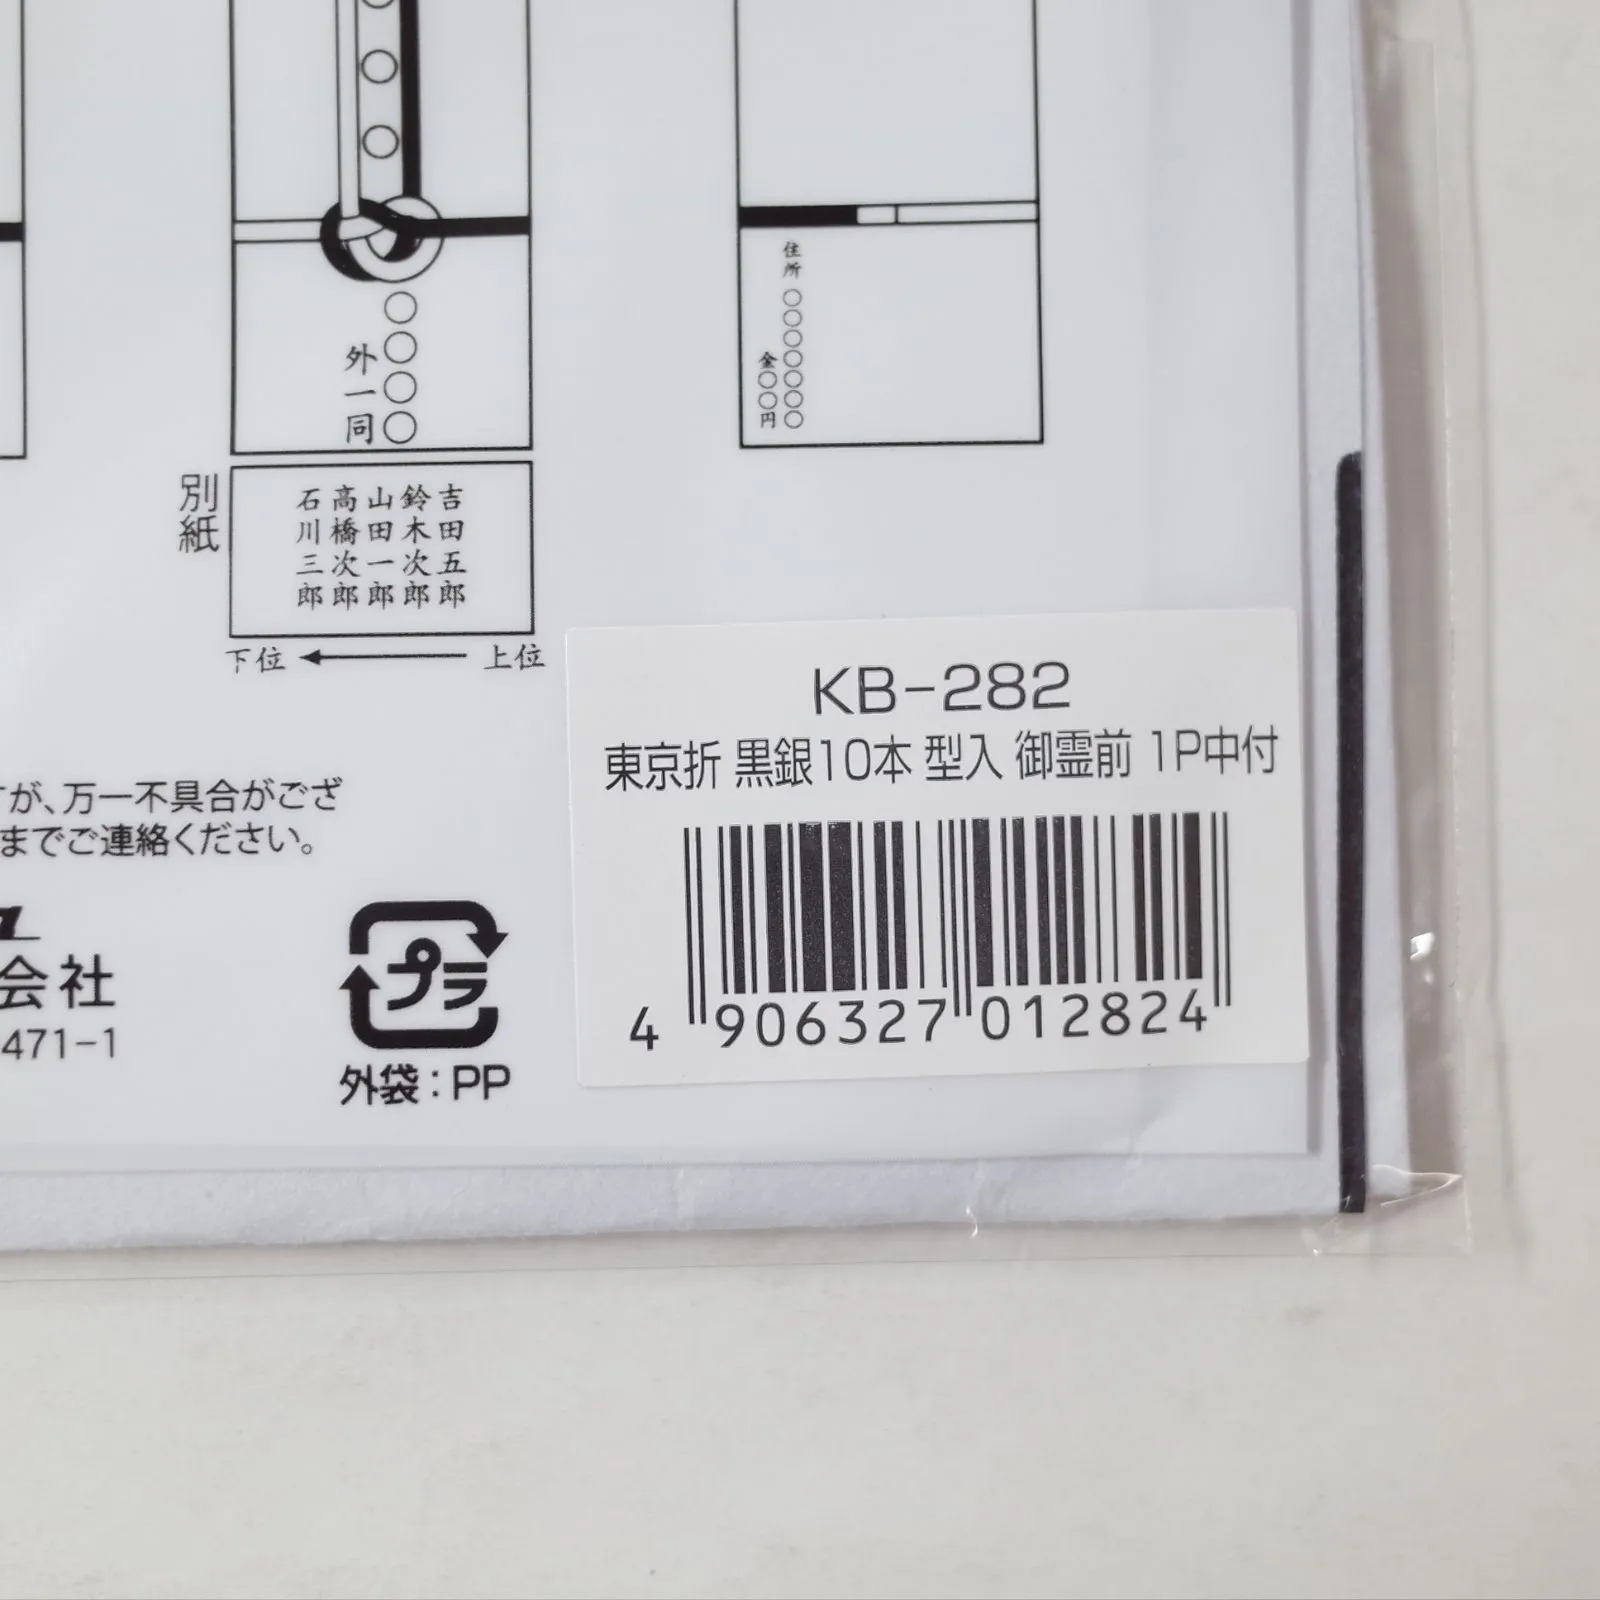 住所 ○○○○○○○
金○○円
○○○○
外一同
別紙
吉田五郎
鈴木次郎
山田一郎
高橋次郎
石川三郎
下位 ← 上位
KB-282
東京折 黒銀10本 型入 御霊前 1P中付
が、万一不具合がござ
までご連絡ください。
会社
471-1
プラ
外袋：PP
4 906327 012824